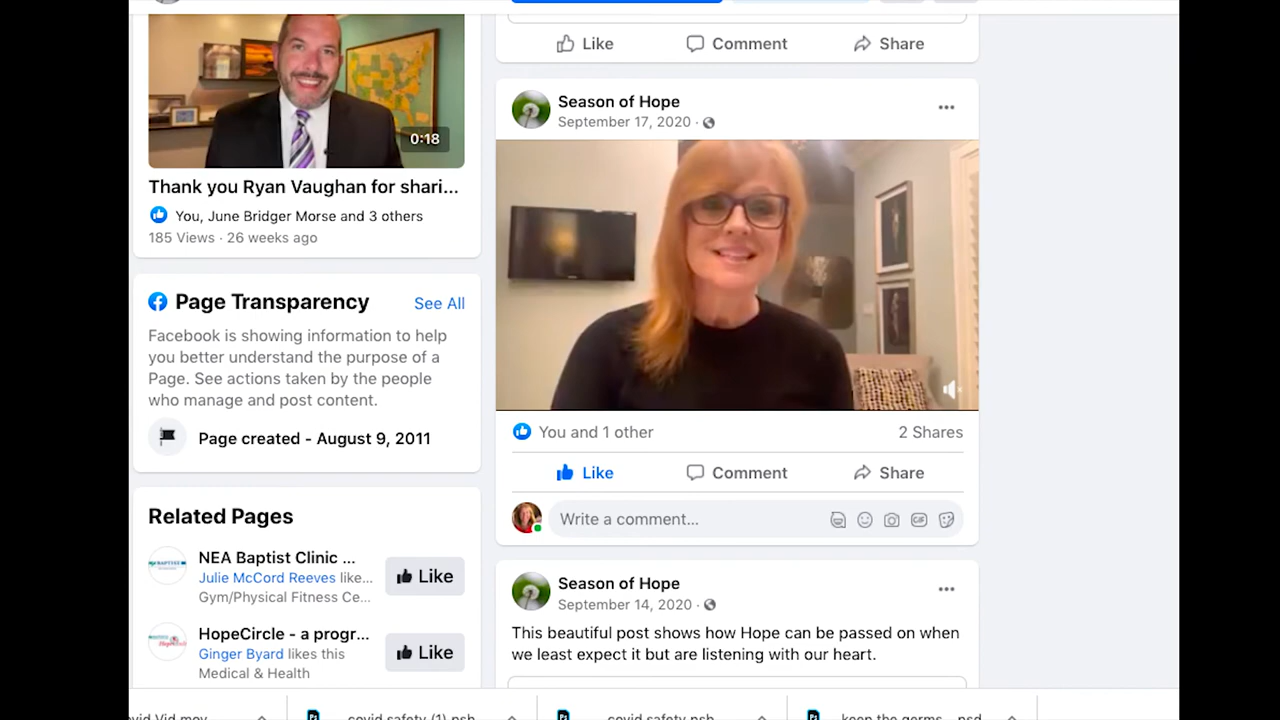 Like
Comment
Share
0:18
Thank you Ryan Vaughan for shari...
You, June Bridger Morse and 3 others
185 Views · 26 weeks ago
Page Transparency
See All
Facebook is showing information to help
you better understand the purpose of a
Page. See actions taken by the people
who manage and post content.
Page created - August 9, 2011
Related Pages
NEA Baptist Clinic ...
Like
Julie McCord Reeves like...
Gym/Physical Fitness Ce...
HopeCircle - a progr...
Like
Ginger Byard likes this
Medical & Health
Season of Hope
September 17, 2020 ·
You and 1 other
2 Shares
Like
Comment
Share
Write a comment...
GIF
Season of Hope
September 14, 2020 ·
This beautiful post shows how Hope can be passed on when
we least expect it but are listening with our heart.
covid safety (1).psb
covid safety.psb
keep the germs....psd